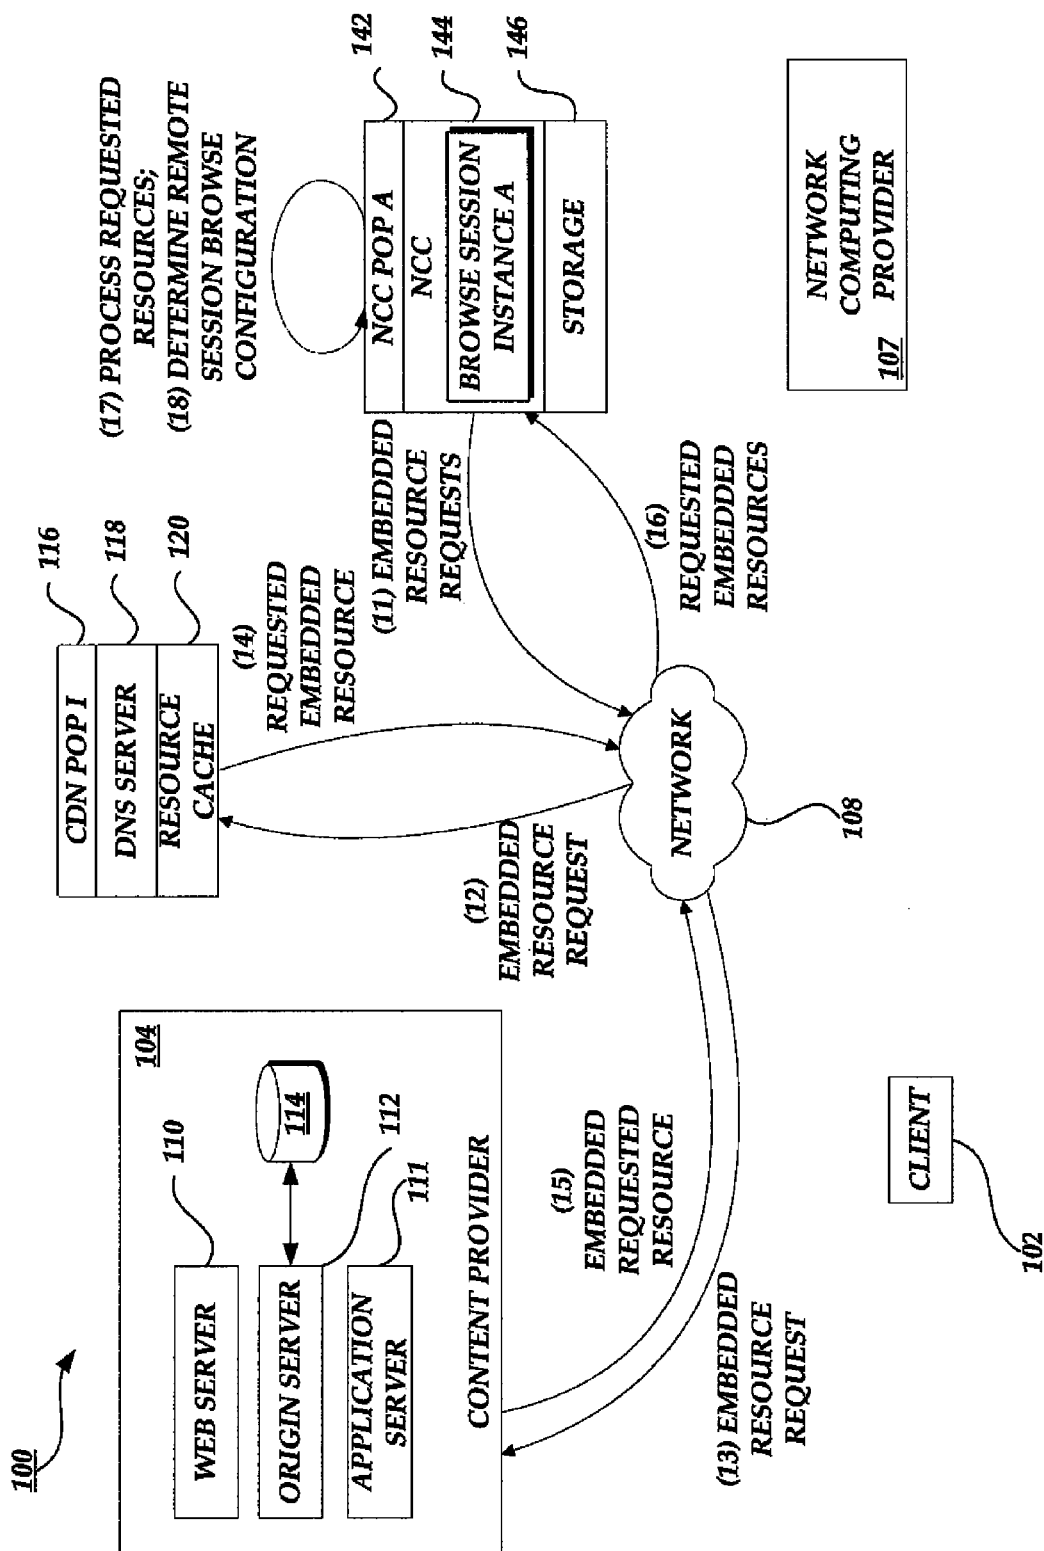 100
104
WEB SERVER
110
ORIGIN SERVER
114
112
APPLICATION
SERVER
111
CONTENT PROVIDER
CDN POP I
116
DNS SERVER
118
RESOURCE
CACHE
120
(17) PROCESS REQUESTED
RESOURCES;
(18) DETERMINE REMOTE
SESSION BROWSE
CONFIGURATION
NCC POP A
142
NCC
144
BROWSE SESSION
INSTANCE A
STORAGE
146
(14)
REQUESTED
EMBEDDED
RESOURCE
(11) EMBEDDED
RESOURCE
REQUESTS
(12)
EMBEDDED
RESOURCE
REQUEST
(16)
REQUESTED
EMBEDDED
RESOURCES
NETWORK
108
(15)
EMBEDDED
REQUESTED
RESOURCE
(13) EMBEDDED
RESOURCE
REQUEST
CLIENT
102
NETWORK
COMPUTING
PROVIDER
107